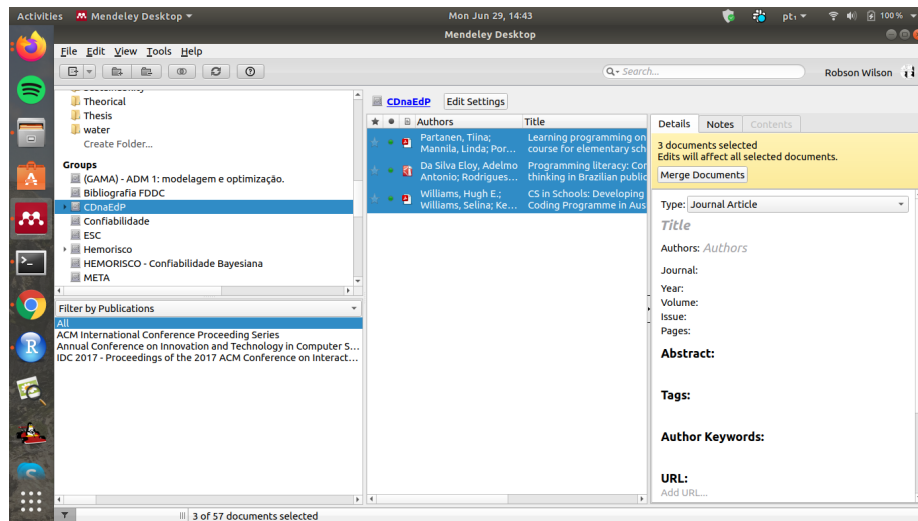 Activities
Mendeley Desktop
Mon Jun 29, 14:43
pt₁
100 %
Mendeley Desktop
File Edit View Tools Help
Search...
Robson Wilson
Theorical
Thesis
water
Create Folder...
Groups
(GAMA) - ADM 1: modelagem e optimização.
Bibliografia FDDC
CDnaEdP
Confiabilidade
ESC
Hemorisco
HEMORISCO - Confiabilidade Bayesiana
META
Filter by Publications
All
ACM International Conference Proceeding Series
Annual Conference on Innovation and Technology in Computer S...
IDC 2017 - Proceedings of the 2017 ACM Conference on Interact...
CDnaEdP
Edit Settings
Authors Title
Partanen, Tiina; Learning programming on
Mannila, Linda; Por... course for elementary sch
Da Silva Eloy, Adelmo Programming literacy: Cor
Antonio; Rodrigues... thinking in Brazilian public
Williams, Hugh E.; CS in Schools: Developing
Williams, Selina; Ke... Coding Programme in Aus
Details Notes Contents
3 documents selected
Edits will affect all selected documents.
Merge Documents
Type: Journal Article
Title
Authors: Authors
Journal:
Year:
Volume:
Issue:
Pages:
Abstract:
Tags:
Author Keywords:
URL:
Add URL...
3 of 57 documents selected